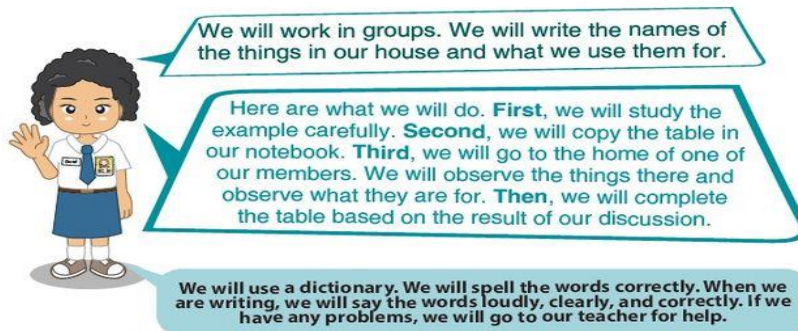 We will work in groups. We will write the names of
the things in our house and what we use them for.
Here are what we will do. First, we will study the
example carefully. Second, we will copy the table in
our notebook. Third, we will go to the home of one of
our members. We will observe the things there and
observe what they are for. Then, we will complete
the table based on the result of our discussion.
We will use a dictionary. We will spell the words correctly. When we
are writing, we will say the words loudly, clearly, and correctly. If we
have any problems, we will go to our teacher for help.